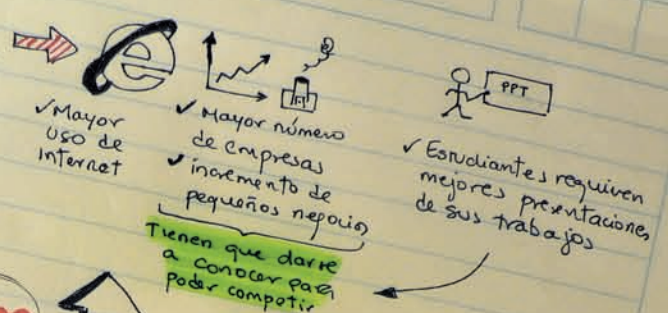 ✓ Mayor
uso de
internet
✓ Mayor número
de empresas
✓ incremento de
pequeños negocios
Tienen que darse
a conocer para
poder competir
PPT
✓ Estudiantes requiren
mejores presentaciones
de sus trabajos